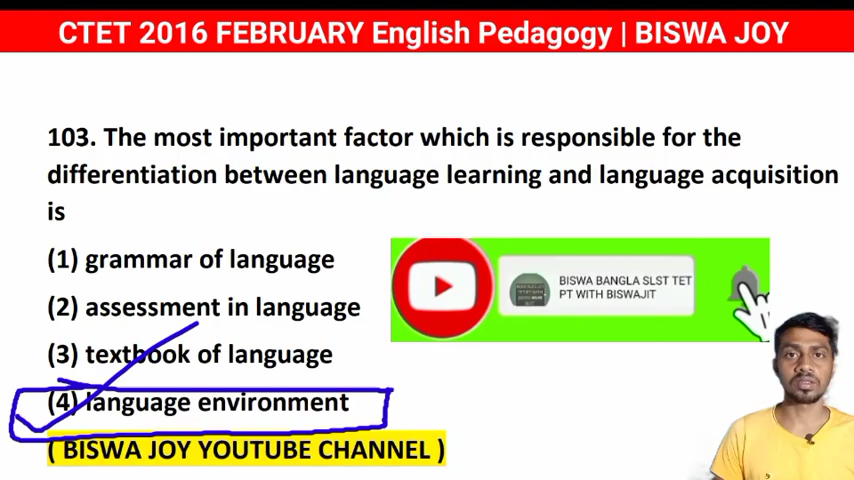 CTET 2016 FEBRUARY English Pedagogy | BISWA JOY
103. The most important factor which is responsible for the
differentiation between language learning and language acquisition
is
(1) grammar of language
(2) assessment in language
(3) textbook of language
(4) language environment
( BISWA JOY YOUTUBE CHANNEL )
BISWA BANGLA SLST TET
PT WITH BISWAJIT